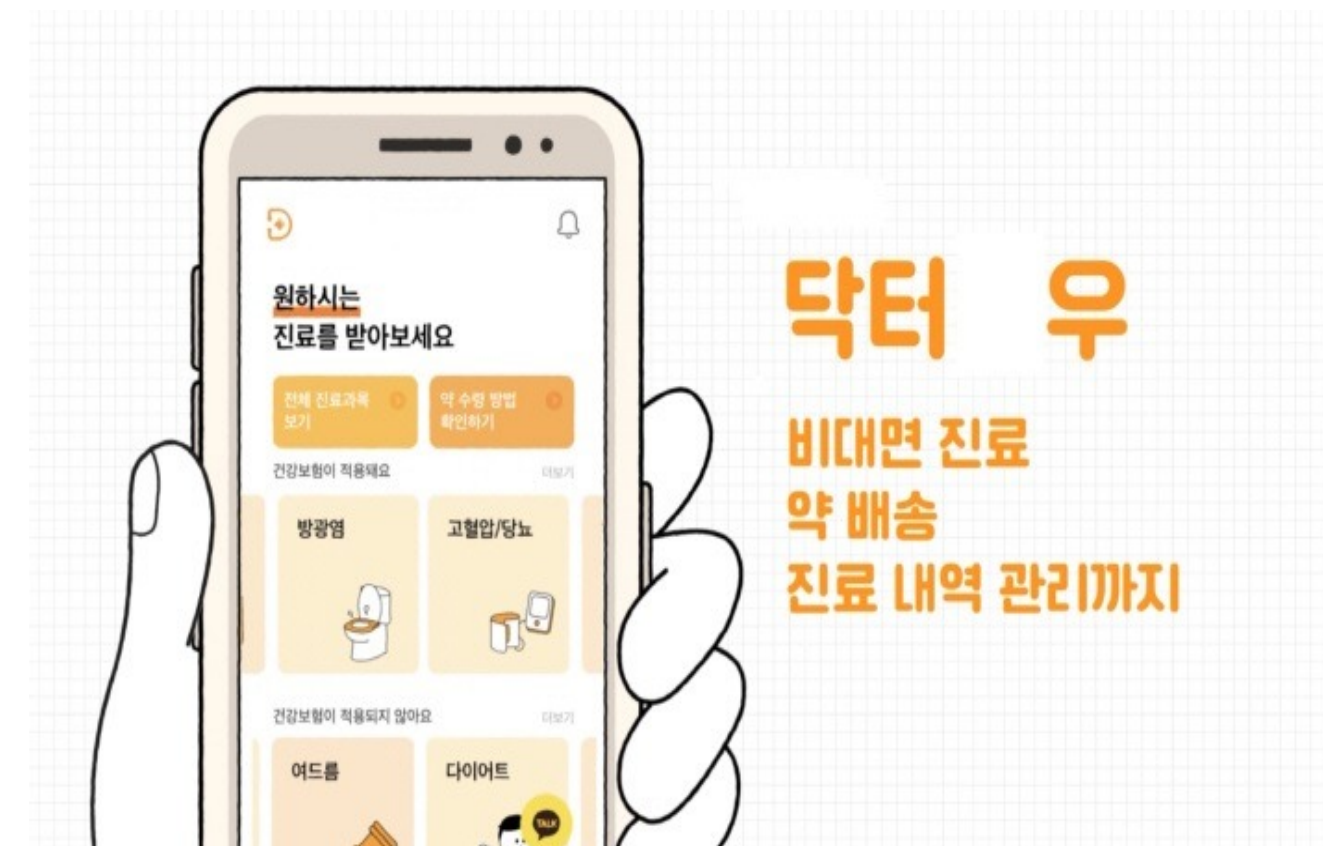 원하시는
진료를 받아보세요
전체 진료과목
보기
약 수령 방법
확인하기
건강보험이 적용돼요
더보기
방광염
고혈압/당뇨
건강보험이 적용되지 않아요
더보기
여드름
다이어트
TALK
닥터 우
비대면 진료
약 배송
진료 내역 관리까지